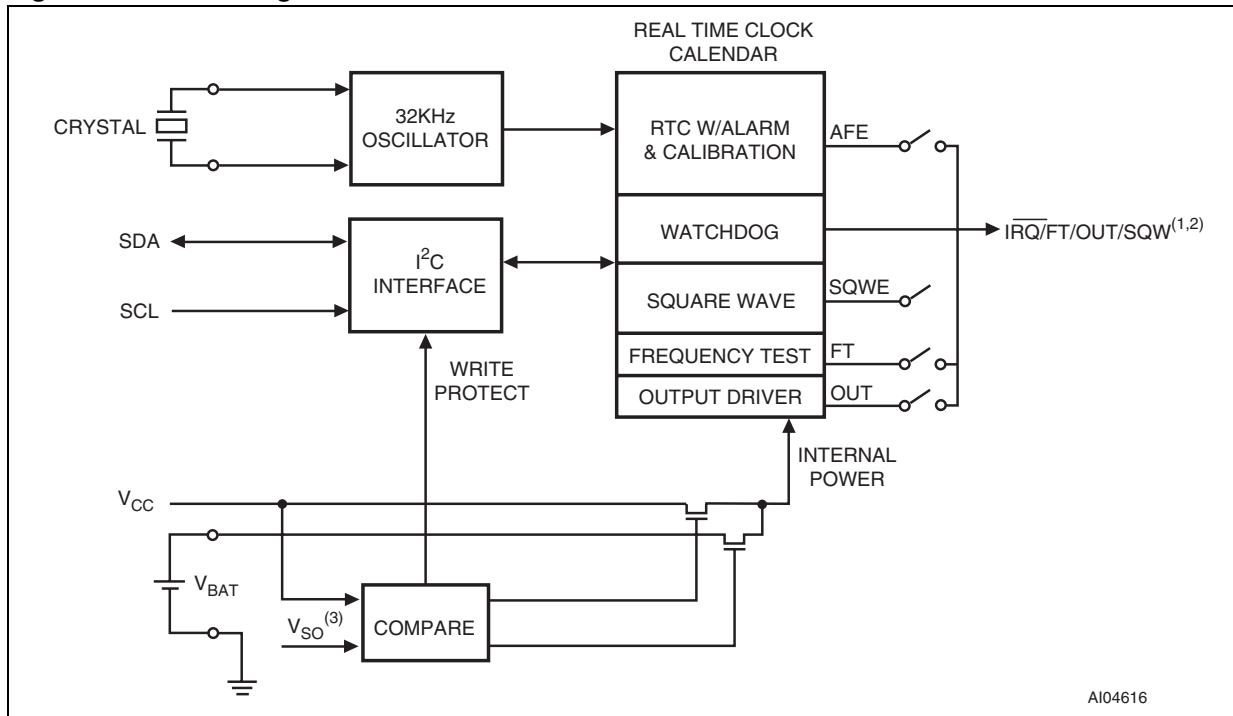 REAL TIME CLOCK
CALENDAR
CRYSTAL
32KHz
OSCILLATOR
RTC W/ALARM
& CALIBRATION
AFE
SDA
SCL
I²C
INTERFACE
WATCHDOG
IRQ/FT/OUT/SQW(1,2)
SQUARE WAVE
SQWE
FREQUENCY TEST
FT
OUTPUT DRIVER
OUT
WRITE
PROTECT
INTERNAL
POWER
VCC
VBAT
VSO(3)
COMPARE
AI04616